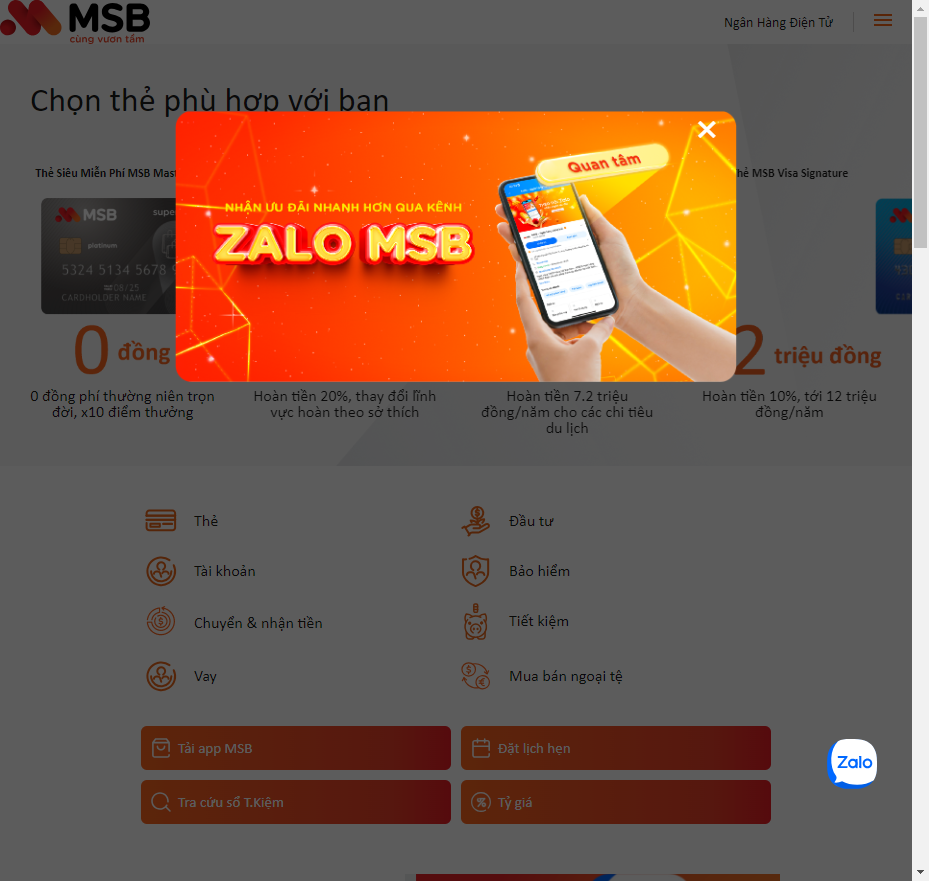 MSB
cùng vươn tầm
Ngân Hàng Điện Tử
Chọn thẻ phù hợp với bạn
Thẻ Siêu Miễn Phí MSB Mast
hẻ MSB Visa Signature
MSB
super
platinum
5324 5134 5678 9
08/25
CARDHOLDER NAME
NHẬN ƯU ĐÃI NHANH HƠN QUA KÊNH
ZALO MSB
Quan tâm
0 đồng
2 triệu đồng
0 đồng phí thường niên trọn
đời, x10 điểm thưởng
Hoàn tiền 20%, thay đổi lĩnh
vực hoàn theo sở thích
Hoàn tiền 7.2 triệu
đồng/năm cho các chi tiêu
du lịch
Hoàn tiền 10%, tới 12 triệu
đồng/năm
Thẻ
Đầu tư
Tài khoản
Bảo hiểm
Chuyển & nhận tiền
Tiết kiệm
Vay
Mua bán ngoại tệ
Tải app MSB
Đặt lịch hẹn
Tra cứu số T.Kiệm
Tỷ giá
Zalo